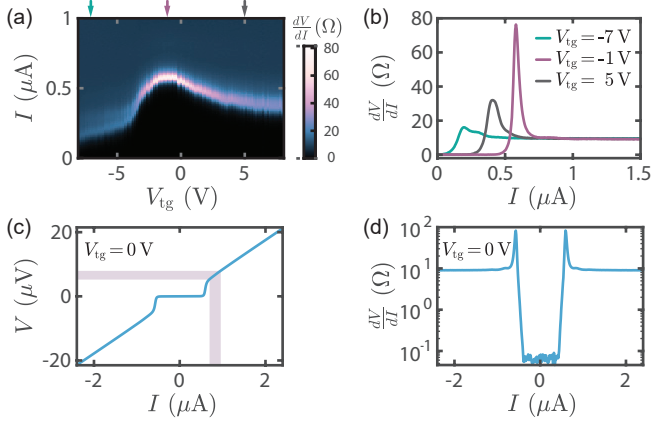 (a)
dV/dI (Ω)
80
60
40
20
0
1
0.5
0
I (μA)
-5
0
5
V_tg (V)
(b)
80
60
40
20
0
dV/dI (Ω)
V_tg = -7 V
V_tg = -1 V
V_tg = 5 V
0
0.5
1
1.5
I (μA)
(c)
V_tg = 0 V
20
0
-20
V (μV)
-2
0
2
I (μA)
(d)
V_tg = 0 V
10^2
10^1
10^0
10^-1
dV/dI (Ω)
-2
0
2
I (μA)